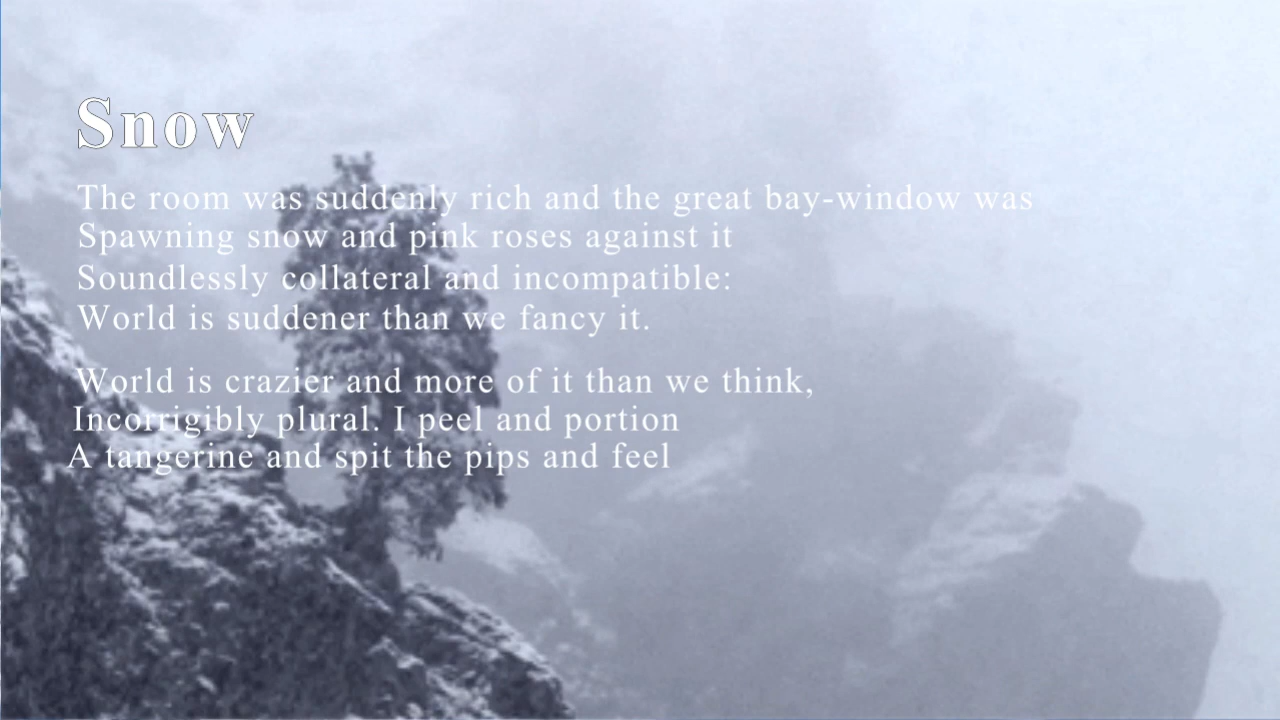 Snow
The room was suddenly rich and the great bay-window was
Spawning snow and pink roses against it
Soundlessly collateral and incompatible:
World is suddener than we fancy it.
World is crazier and more of it than we think,
Incorrigibly plural. I peel and portion
A tangerine and spit the pips and feel